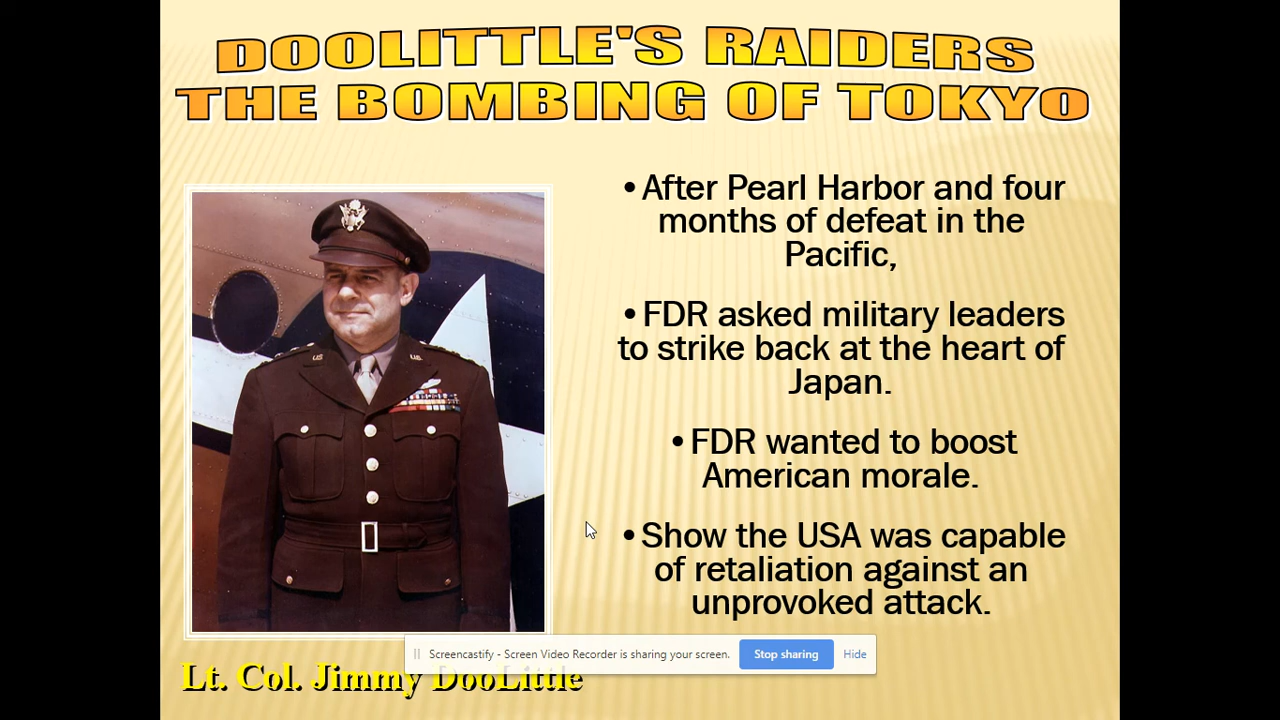 DOOLITTLE'S RAIDERS
THE BOMBING OF TOKYO
•After Pearl Harbor and four
months of defeat in the
Pacific,
•FDR asked military leaders
to strike back at the heart of
Japan.
•FDR wanted to boost
American morale.
•Show the USA was capable
of retaliation against an
unprovoked attack.
Screencastify - Screen Video Recorder is sharing your screen. Stop sharing Hide
Lt. Col. Jimmy DooLittle